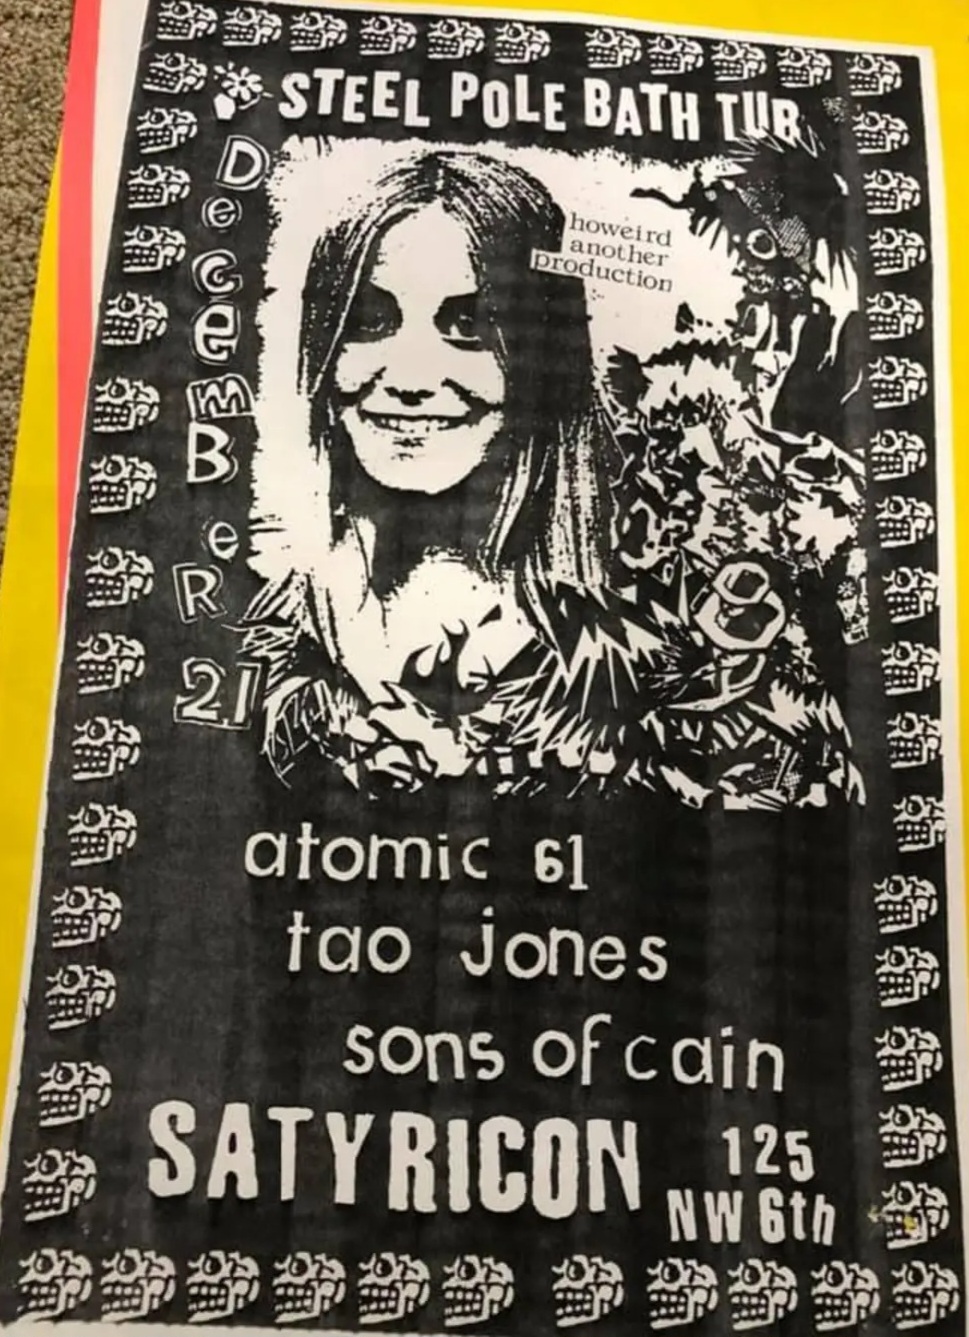 STEEL POLE BATH TUB
DeCemBeR 21
howeird
another
production
atomic 61
tao jones
sons of cain
SATYRICON
125
NW 6th